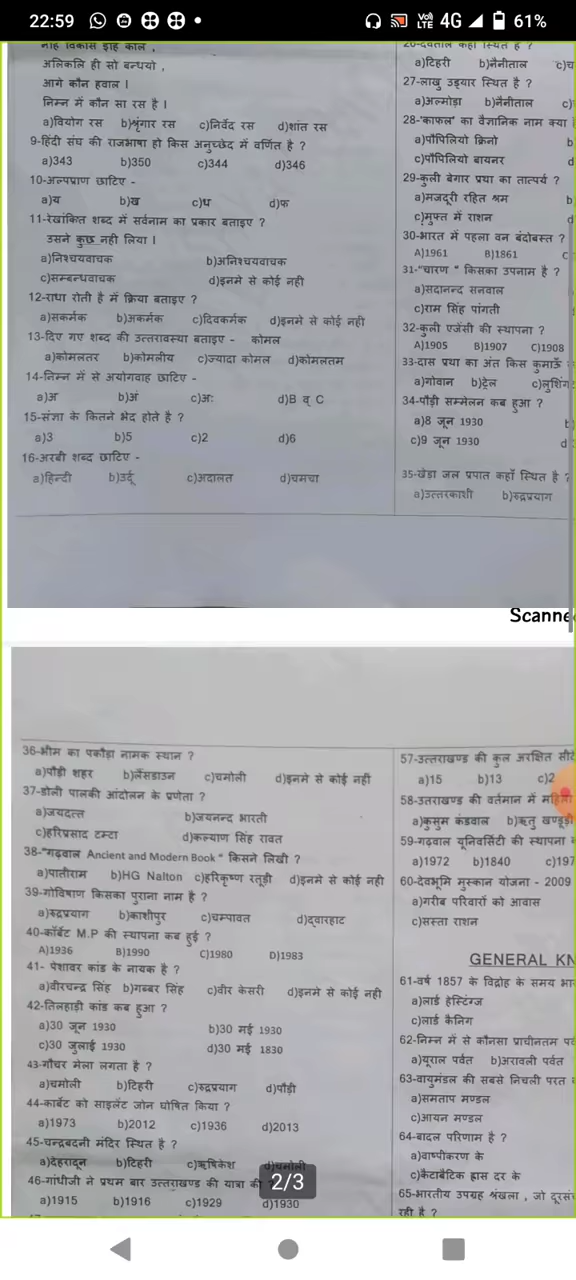 22:59
Vo) LTE 4G 61%
नहि विकास इहि काल ,
अलिकलि ही सो बन्धयो ,
आगे कौन हवाल ।
निम्न में कौन सा रस है ।
a)वियोग रस b)श्रृंगार रस c)निर्वेद रस d)शांत रस
9-हिंदी संघ की राजभाषा हो किस अनुच्छेद में वर्णित है ?
a)343 b)350 c)344 d)346
10-अल्पप्राण छाटिए -
a)य b)ख c)ध d)फ
11-रेखांकित शब्द में सर्वनाम का प्रकार बताइए ?
उसने कुछ नही लिया ।
a)निश्चयवाचक b)अनिश्चयवाचक
c)सम्बन्धवाचक d)इनमे से कोई नही
12-राधा रोती है में क्रिया बताइए ?
a)सकर्मक b)अकर्मक c)दिवकर्मक d)इनमे से कोई नही
13-दिए गए शब्द की उत्तरावस्था बताइए - कोमल
a)कोमलतर b)कोमलीय c)ज्यादा कोमल d)कोमलतम
14-निम्न में से अयोगवाह छाटिए -
a)अ b)अं c)अः d)B व् C
15-संज्ञा के कितने भेद होते है ?
a)3 b)5 c)2 d)6
16-अरबी शब्द छाटिए -
a)हिन्दी b)उर्दू c)अदालत d)चमचा
26-देवताल कहा स्थित है ?
a)टिहरी b)नैनीताल c)च
27-लाखु उड्यार स्थित है ?
a)अल्मोड़ा b)नैनीताल c)
28-'काफल' का वैज्ञानिक नाम क्या
a)पौपिलियो क्रिनो b
c)पौपिलियो बायनर d
29-कुली बेगार प्रथा का तात्पर्य ?
a)मजदूरी रहित श्रम b
c)मुफ्त में राशन d
30-भारत में पहला वन बंदोबस्त ?
A)1961 B)1861 C
31-"चारण " किसका उपनाम है ?
a)सदानन्द सनवाल
c)राम सिंह पांगती
32-कुली एजेंसी की स्थापना ?
A)1905 B)1907 C)1908
33-दास प्रथा का अंत किस कुमाऊँ
a)गोवान b)ट्रेल c)लुशिंग
34-पौड़ी सम्मेलन कब हुआ ?
a)8 जून 1930 b
c)9 जून 1930 d
35-खेडा जल प्रपात कहाँ स्थित है ?
a)उत्तरकाशी b)रुद्रप्रयाग
Scanne
36-भीम का पकौड़ा नामक स्थान ?
a)पौड़ी शहर b)लैंसडाउन c)चमोली d)इनमे से कोई नही
37-डोली पालकी आंदोलन के प्रणेता ?
a)जयदत्त b)जयनन्द भारती
c)हरिप्रसाद टम्टा d)कल्याण सिंह रावत
38-"गढ़वाल Ancient and Modern Book " किसने लिखी ?
a)पातीराम b)HG Nalton c)हरिकृष्ण रतूड़ी d)इनमे से कोई नही
39-गोविषाण किसका पुराना नाम है ?
a)रुद्रप्रयाग b)काशीपुर c)चम्पावत d)द्वारहाट
40-कॉर्बेट M.P की स्थापना कब हुई ?
A)1936 B)1990 C)1980 D)1983
41- पेशावर कांड के नायक है ?
a)वीरचन्द्र सिंह b)गब्बर सिंह c)वीर केसरी d)इनमे से कोई नही
42-तिलहाड़ी कांड कब हुआ ?
a)30 जून 1930 b)30 मई 1930
c)30 जुलाई 1930 d)30 मई 1830
43-गौचर मेला लगता है ?
a)चमोली b)टिहरी c)रुद्रप्रयाग d)पौड़ी
44-कार्बेट को साइलेंट जोन घोषित किया ?
a)1973 b)2012 c)1936 d)2013
45-चन्द्रबदनी मंदिर स्थित है ?
a)देहरादून b)टिहरी c)ऋषिकेश d)चमोली
46-गांधीजी ने प्रथम बार उत्तराखण्ड की यात्रा की
a)1915 b)1916 c)1929 d)1930
2/3
57-उत्तराखण्ड की कुल आरक्षित सीटें
a)15 b)13 c)2
58-उत्तराखण्ड की वर्तमान में महिला
a)कुसुम कंडवाल b)ऋतु खण्डूड़ी
59-गढ़वाल यूनिवर्सिटी की स्थापना
a)1972 b)1840 c)197
60-देवभूमि मुस्कान योजना - 2009
a)गरीब परिवारों को आवास
c)सस्ता राशन
GENERAL KN
61-वर्ष 1857 के विद्रोह के समय भा
a)लार्ड हेस्टिंग्ज
c)लार्ड कैनिग
62-निम्न में से कौनसा प्राचीनतम पर्व
a)यूराल पर्वत b)अरावली पर्वत
63-वायुमंडल की सबसे निचली परत
a)समताप मण्डल
c)आयन मण्डल
64-बादल परिणाम है ?
a)वाष्पीकरण के
c)कैटाबैटिक ह्रास दर के
65-भारतीय उपग्रह श्रंखला , जो दूरसं
रही है ?